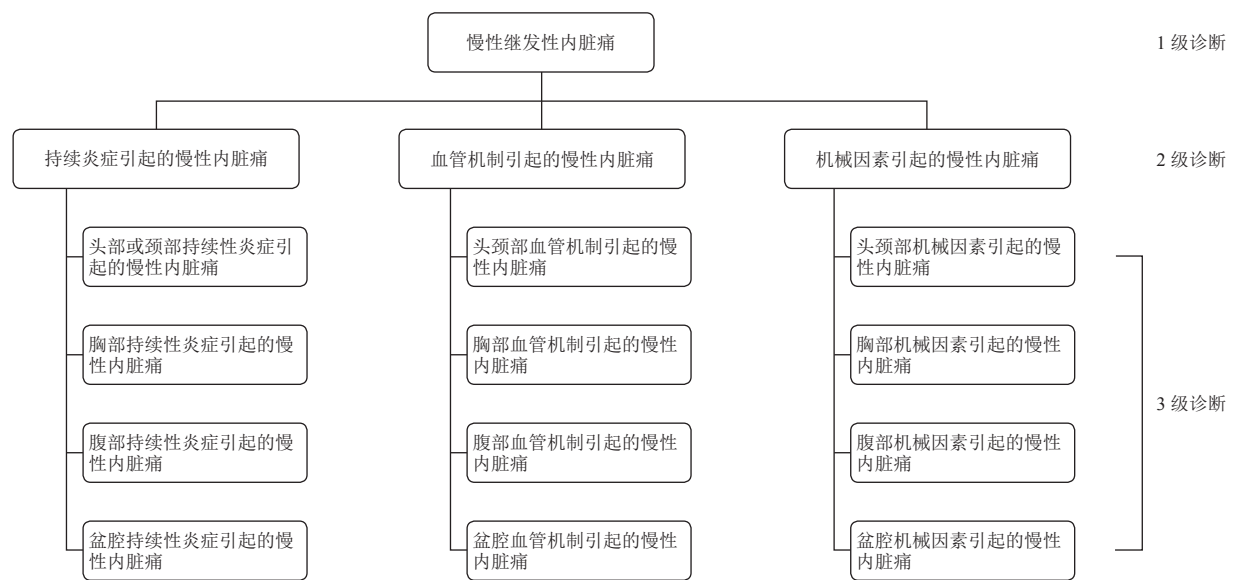 慢性继发性内脏痛
1 级诊断
持续炎症引起的慢性内脏痛
血管机制引起的慢性内脏痛
机械因素引起的慢性内脏痛
2 级诊断
头部或颈部持续性炎症引
起的慢性内脏痛
头颈部血管机制引起的慢
性内脏痛
头颈部机械因素引起的慢
性内脏痛
胸部持续性炎症引起的慢
性内脏痛
胸部血管机制引起的慢性
内脏痛
胸部机械因素引起的慢性
内脏痛
3 级诊断
腹部持续性炎症引起的慢
性内脏痛
腹部血管机制引起的慢性
内脏痛
腹部机械因素引起的慢性
内脏痛
盆腔持续性炎症引起的慢
性内脏痛
盆腔血管机制引起的慢性
内脏痛
盆腔机械因素引起的慢性
内脏痛